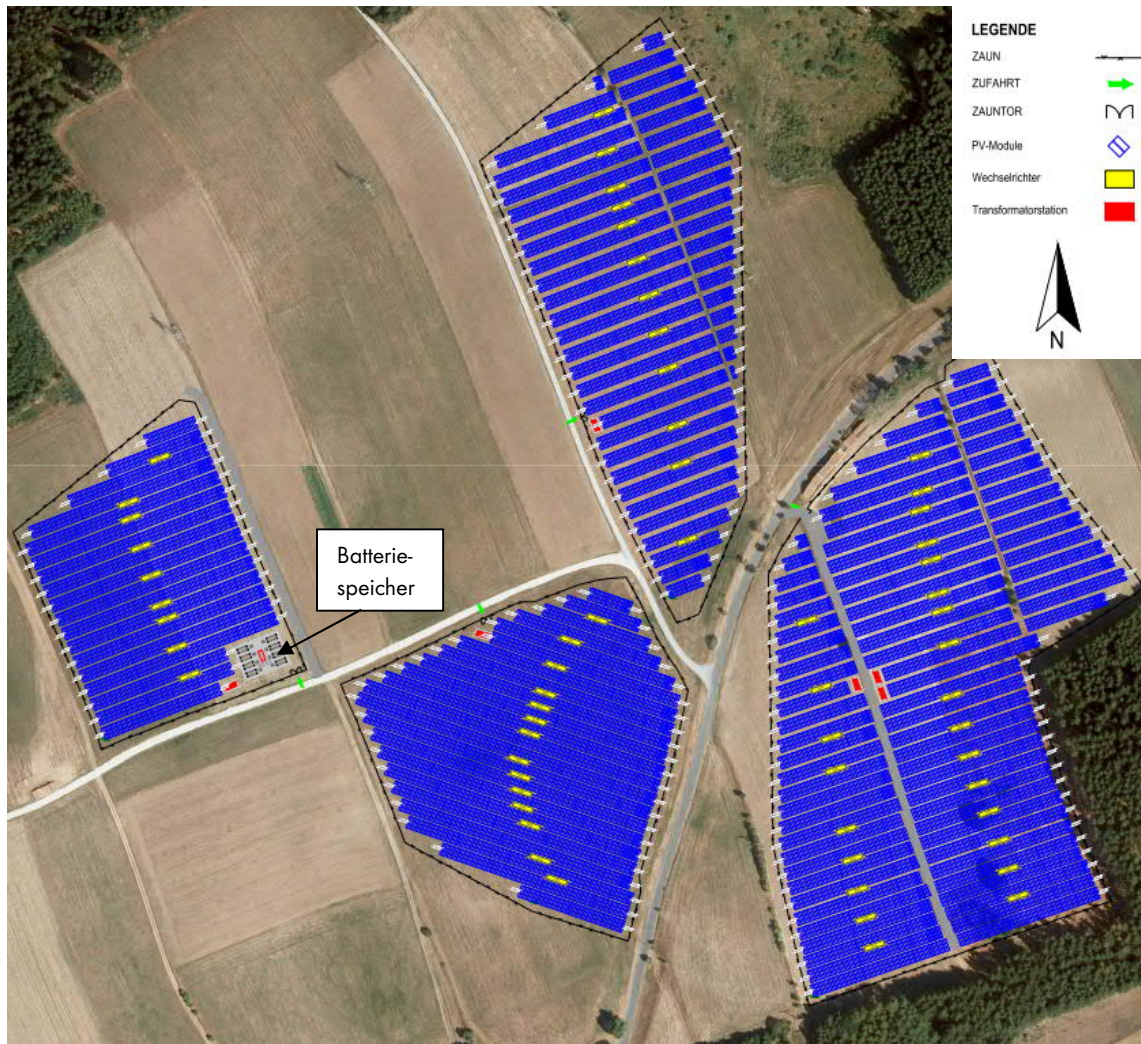 LEGENDE
ZAUN
ZUFAHRT
ZAUNTOR
PV-Module
Wechselrichter
Transformatorstation
N
Batterie-
speicher